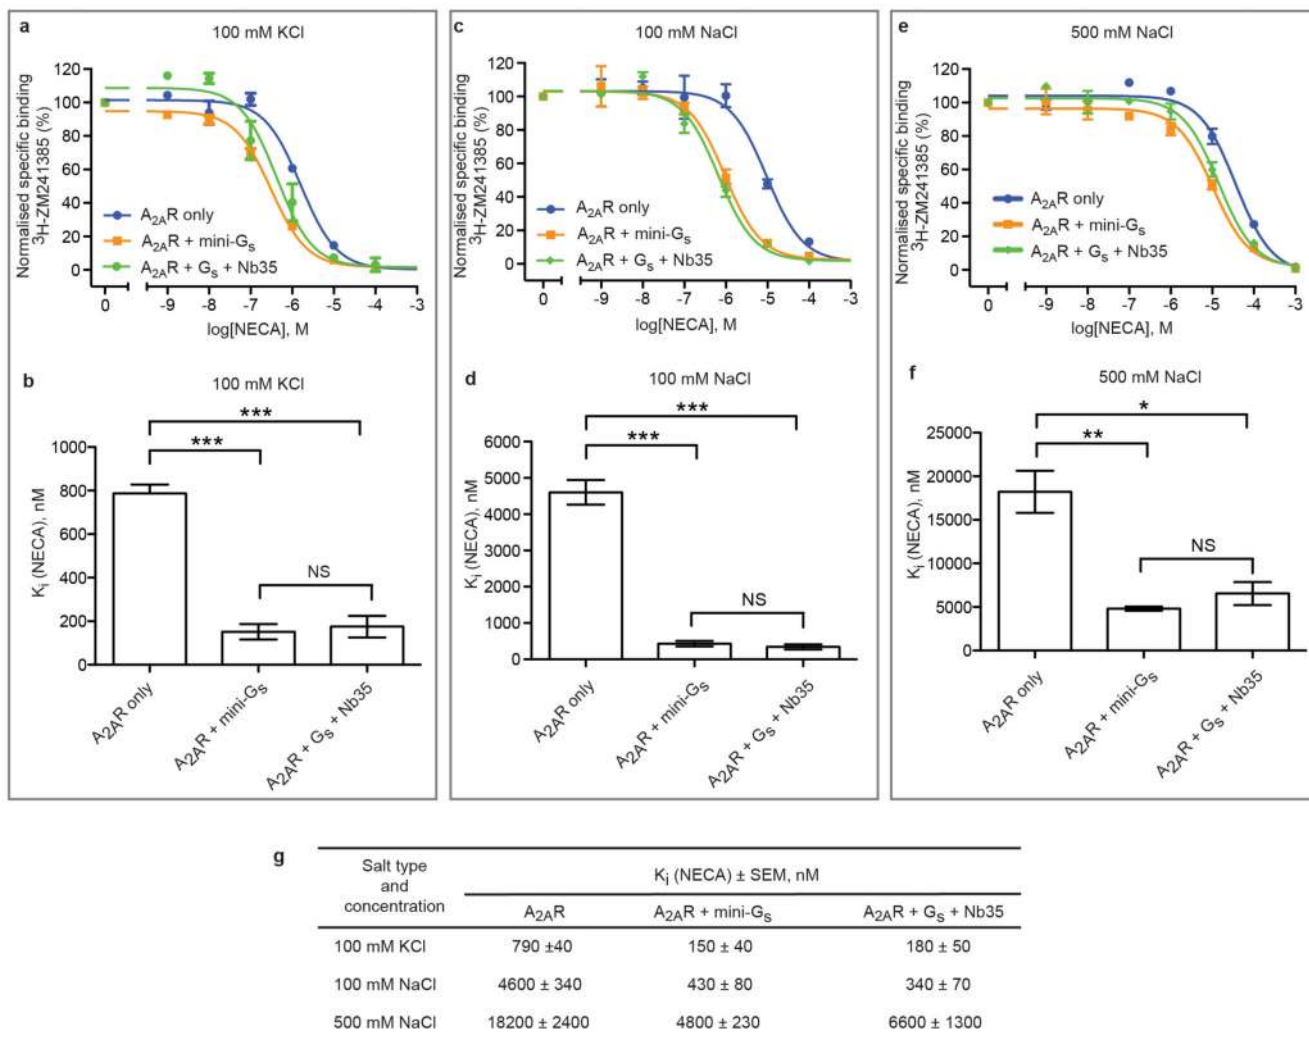 a
100 mM KCl
Normalised specific binding
³H-ZM241385 (%)
120
100
80
60
40
20
0
A₂AR only
A₂AR + mini-Gₛ
A₂AR + Gₛ + Nb35
0 -9 -8 -7 -6 -5 -4 -3
log[NECA], M
b
100 mM KCl
***
***
NS
Kᵢ (NECA), nM
1000
800
600
400
200
0
A₂AR only
A₂AR + mini-Gₛ
A₂AR + Gₛ + Nb35
c
100 mM NaCl
Normalised specific binding
³H-ZM241385 (%)
120
100
80
60
40
20
0
A₂AR only
A₂AR + mini-Gₛ
A₂AR + Gₛ + Nb35
0 -9 -8 -7 -6 -5 -4 -3
log[NECA], M
d
100 mM NaCl
***
***
NS
Kᵢ (NECA), nM
6000
5000
4000
3000
2000
1000
0
A₂AR only
A₂AR + mini-Gₛ
A₂AR + Gₛ + Nb35
e
500 mM NaCl
Normalised specific binding
³H-ZM241385 (%)
120
100
80
60
40
20
0
A₂AR only
A₂AR + mini-Gₛ
A₂AR + Gₛ + Nb35
0 -9 -8 -7 -6 -5 -4 -3
log[NECA], M
f
500 mM NaCl
*
**
NS
Kᵢ (NECA), nM
25000
20000
15000
10000
5000
0
A₂AR only
A₂AR + mini-Gₛ
A₂AR + Gₛ + Nb35
g
Salt type
and
concentration
Kᵢ (NECA) ± SEM, nM
A₂AR A₂AR + mini-Gₛ A₂AR + Gₛ + Nb35
100 mM KCl 790 ±40 150 ± 40 180 ± 50
100 mM NaCl 4600 ± 340 430 ± 80 340 ± 70
500 mM NaCl 18200 ± 2400 4800 ± 230 6600 ± 1300